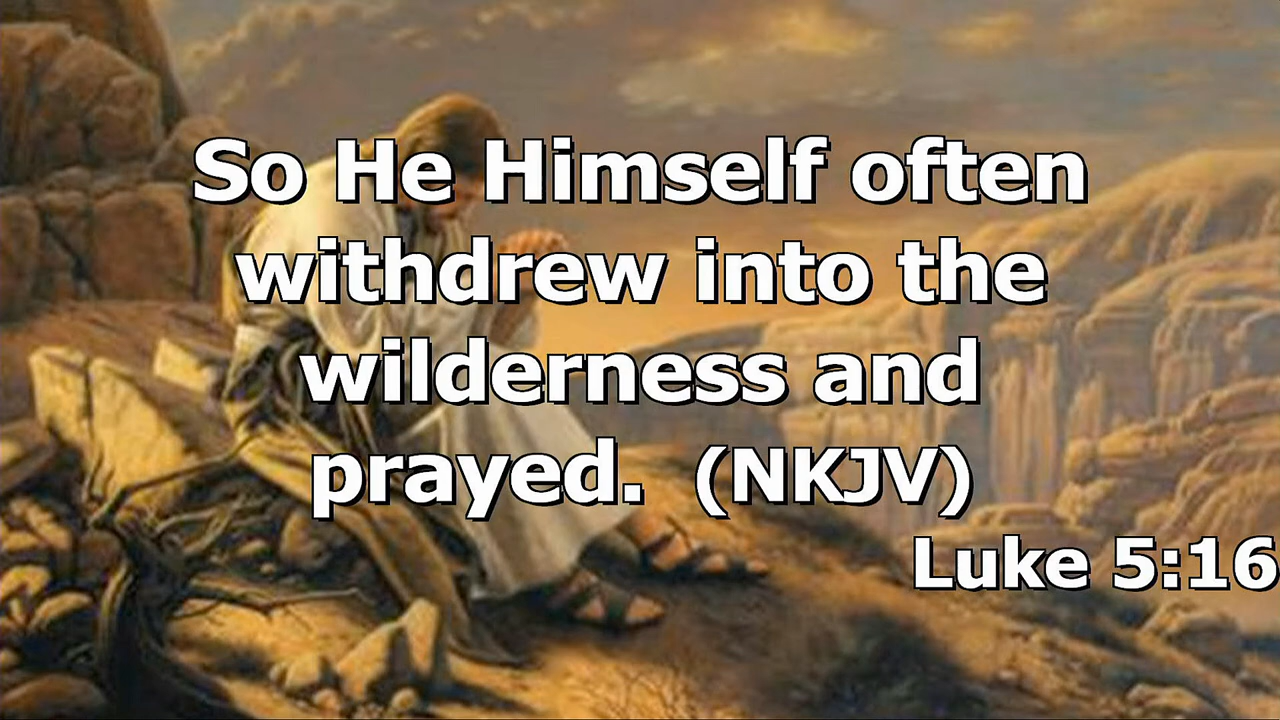 So He Himself often
withdrew into the
wilderness and
prayed.  (NKJV)
Luke 5:16